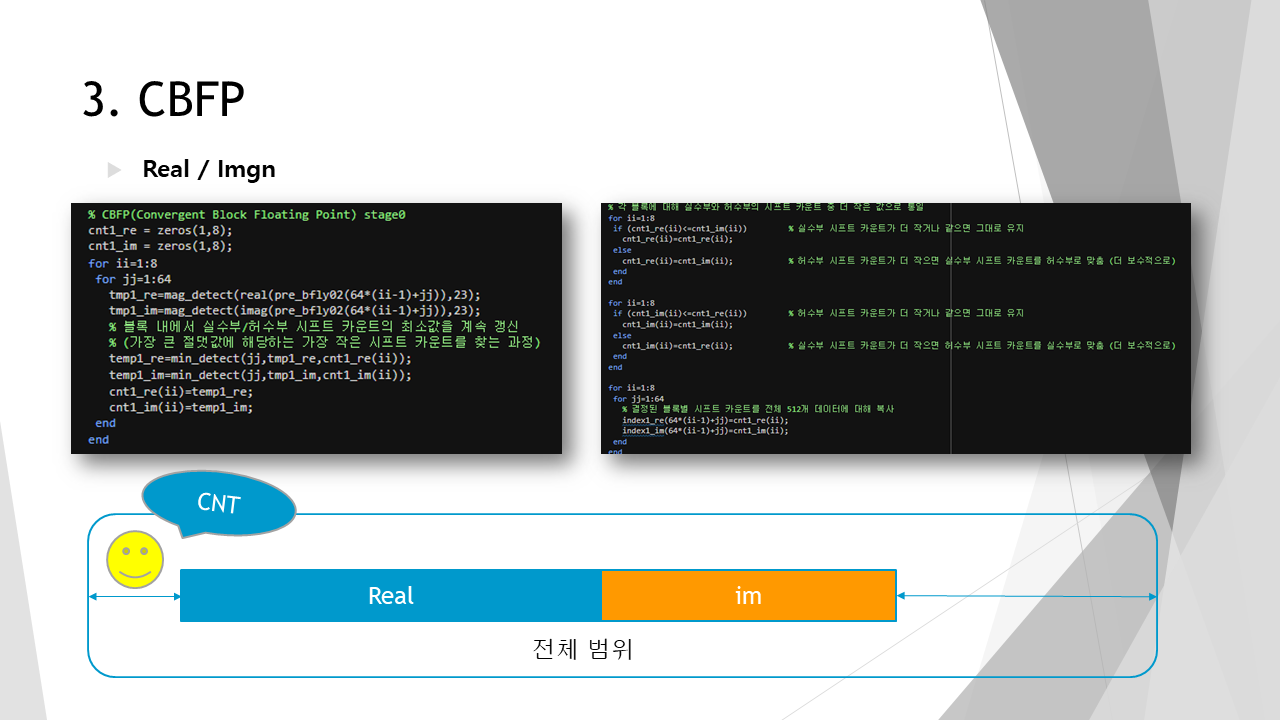 3. CBFP
Real / Imgn
% CBFP(Convergent Block Floating Point) stage0
cnt1_re = zeros(1,8);
cnt1_im = zeros(1,8);
for ii=1:8
for jj=1:64
tmp1_re=mag_detect(real(pre_bfly02(64*(ii-1)+jj)),23);
tmp1_im=mag_detect(imag(pre_bfly02(64*(ii-1)+jj)),23);
% 블록 내에서 실수부/허수부 시프트 카운트의 최소값을 계속 갱신
% (가장 큰 절댓값에 해당하는 가장 작은 시프트 카운트를 찾는 과정)
temp1_re=min_detect(jj,tmp1_re,cnt1_re(ii));
temp1_im=min_detect(jj,tmp1_im,cnt1_im(ii));
cnt1_re(ii)=temp1_re;
cnt1_im(ii)=temp1_im;
end
end
% 각 블록에 대해 실수부와 허수부의 시프트 카운트 중 더 작은 값으로 통일
for ii=1:8
if (cnt1_re(ii)<=cnt1_im(ii)) % 실수부 시프트 카운트가 더 작거나 같으면 그대로 유지
cnt1_re(ii)=cnt1_re(ii);
else
cnt1_re(ii)=cnt1_im(ii); % 허수부 시프트 카운트가 더 작으면 실수부 시프트 카운트를 허수부로 맞춤 (더 보수적으로)
end
end
for ii=1:8
if (cnt1_im(ii)<=cnt1_re(ii)) % 허수부 시프트 카운트가 더 작거나 같으면 그대로 유지
cnt1_im(ii)=cnt1_im(ii);
else
cnt1_im(ii)=cnt1_re(ii); % 실수부 시프트 카운트가 더 작으면 허수부 시프트 카운트를 실수부로 맞춤 (더 보수적으로)
end
end
for ii=1:8
for jj=1:64
% 결정된 블록별 시프트 카운트를 전체 512개 데이터에 대해 복사
index1_re(64*(ii-1)+jj)=cnt1_re(ii);
index1_im(64*(ii-1)+jj)=cnt1_im(ii);
end
end
CNT
Real im
전체 범위